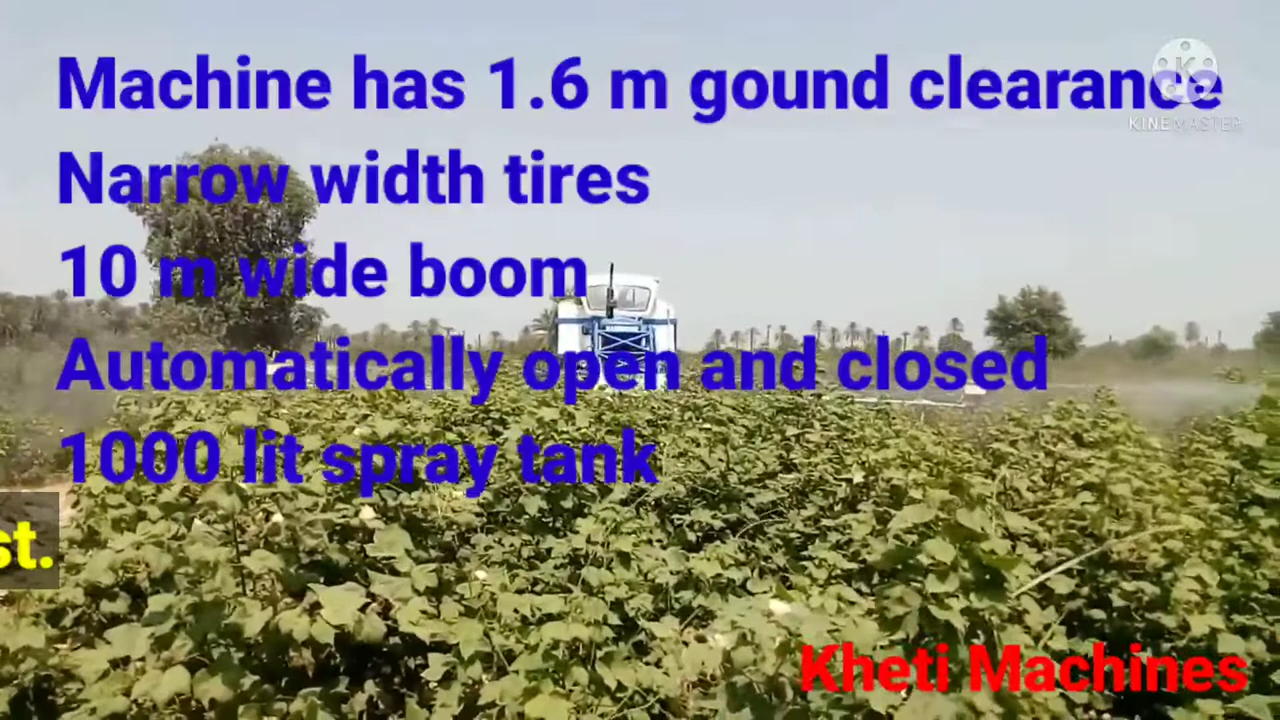 Machine has 1.6 m gound clearance
KINEMASTER
Narrow width tires
10 m wide boom
Automatically open and closed
1000 lit spray tank
st.
Kheti Machines